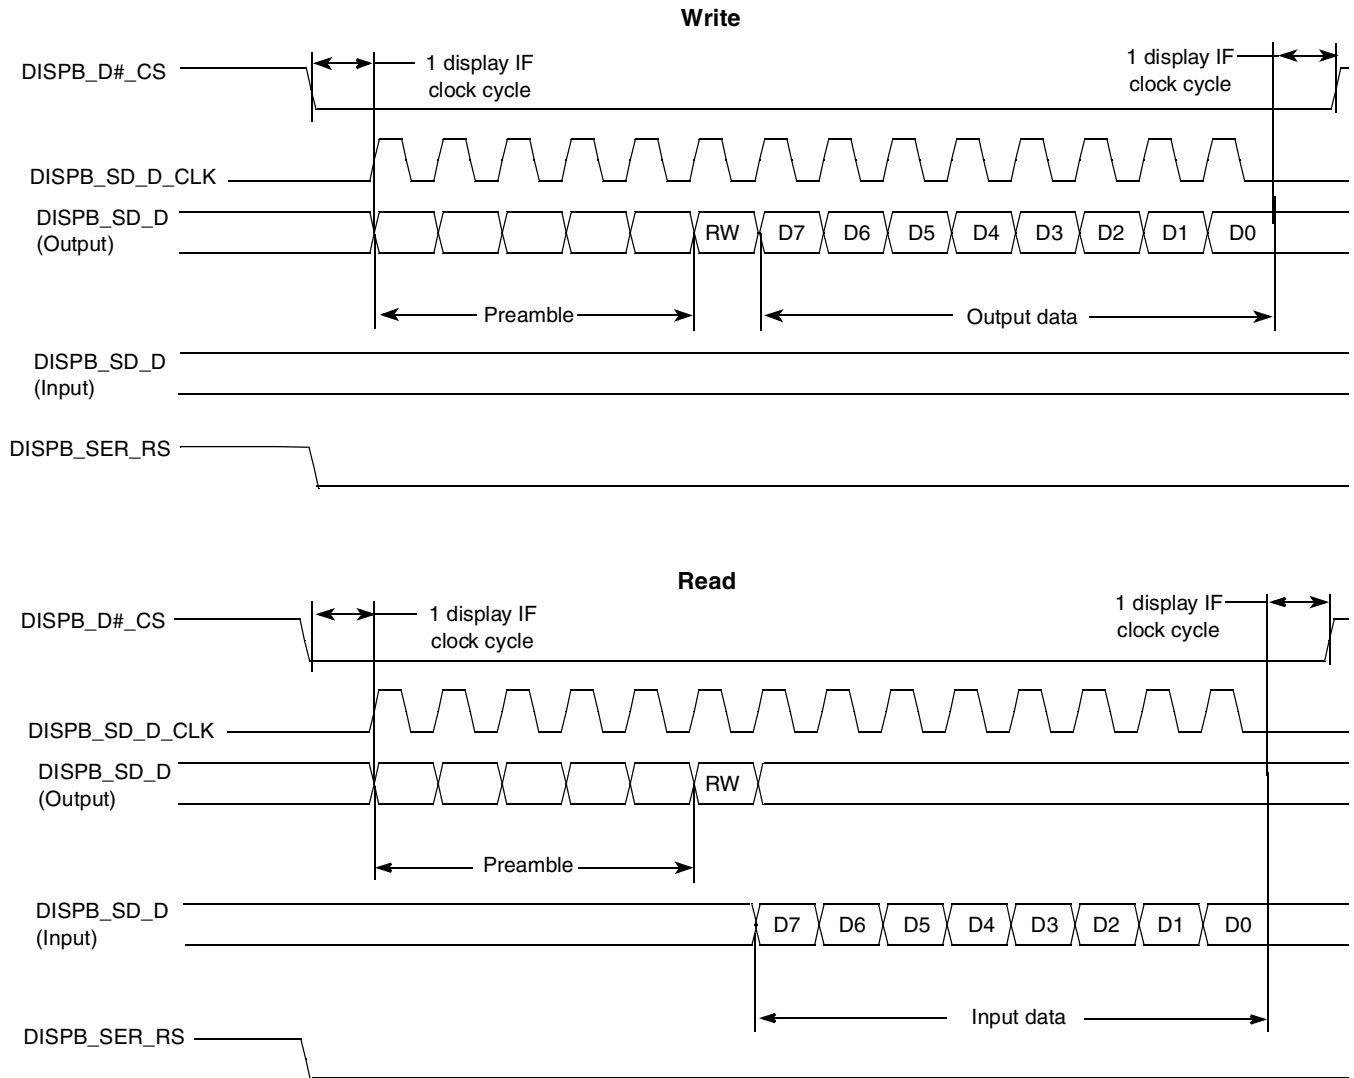 Write
DISPB_D#_CS
1 display IF
clock cycle
1 display IF
clock cycle
DISPB_SD_D_CLK
DISPB_SD_D
(Output)
RW D7 D6 D5 D4 D3 D2 D1 D0
Preamble
Output data
DISPB_SD_D
(Input)
DISPB_SER_RS
Read
DISPB_D#_CS
1 display IF
clock cycle
1 display IF
clock cycle
DISPB_SD_D_CLK
DISPB_SD_D
(Output)
RW
Preamble
DISPB_SD_D
(Input)
D7 D6 D5 D4 D3 D2 D1 D0
Input data
DISPB_SER_RS